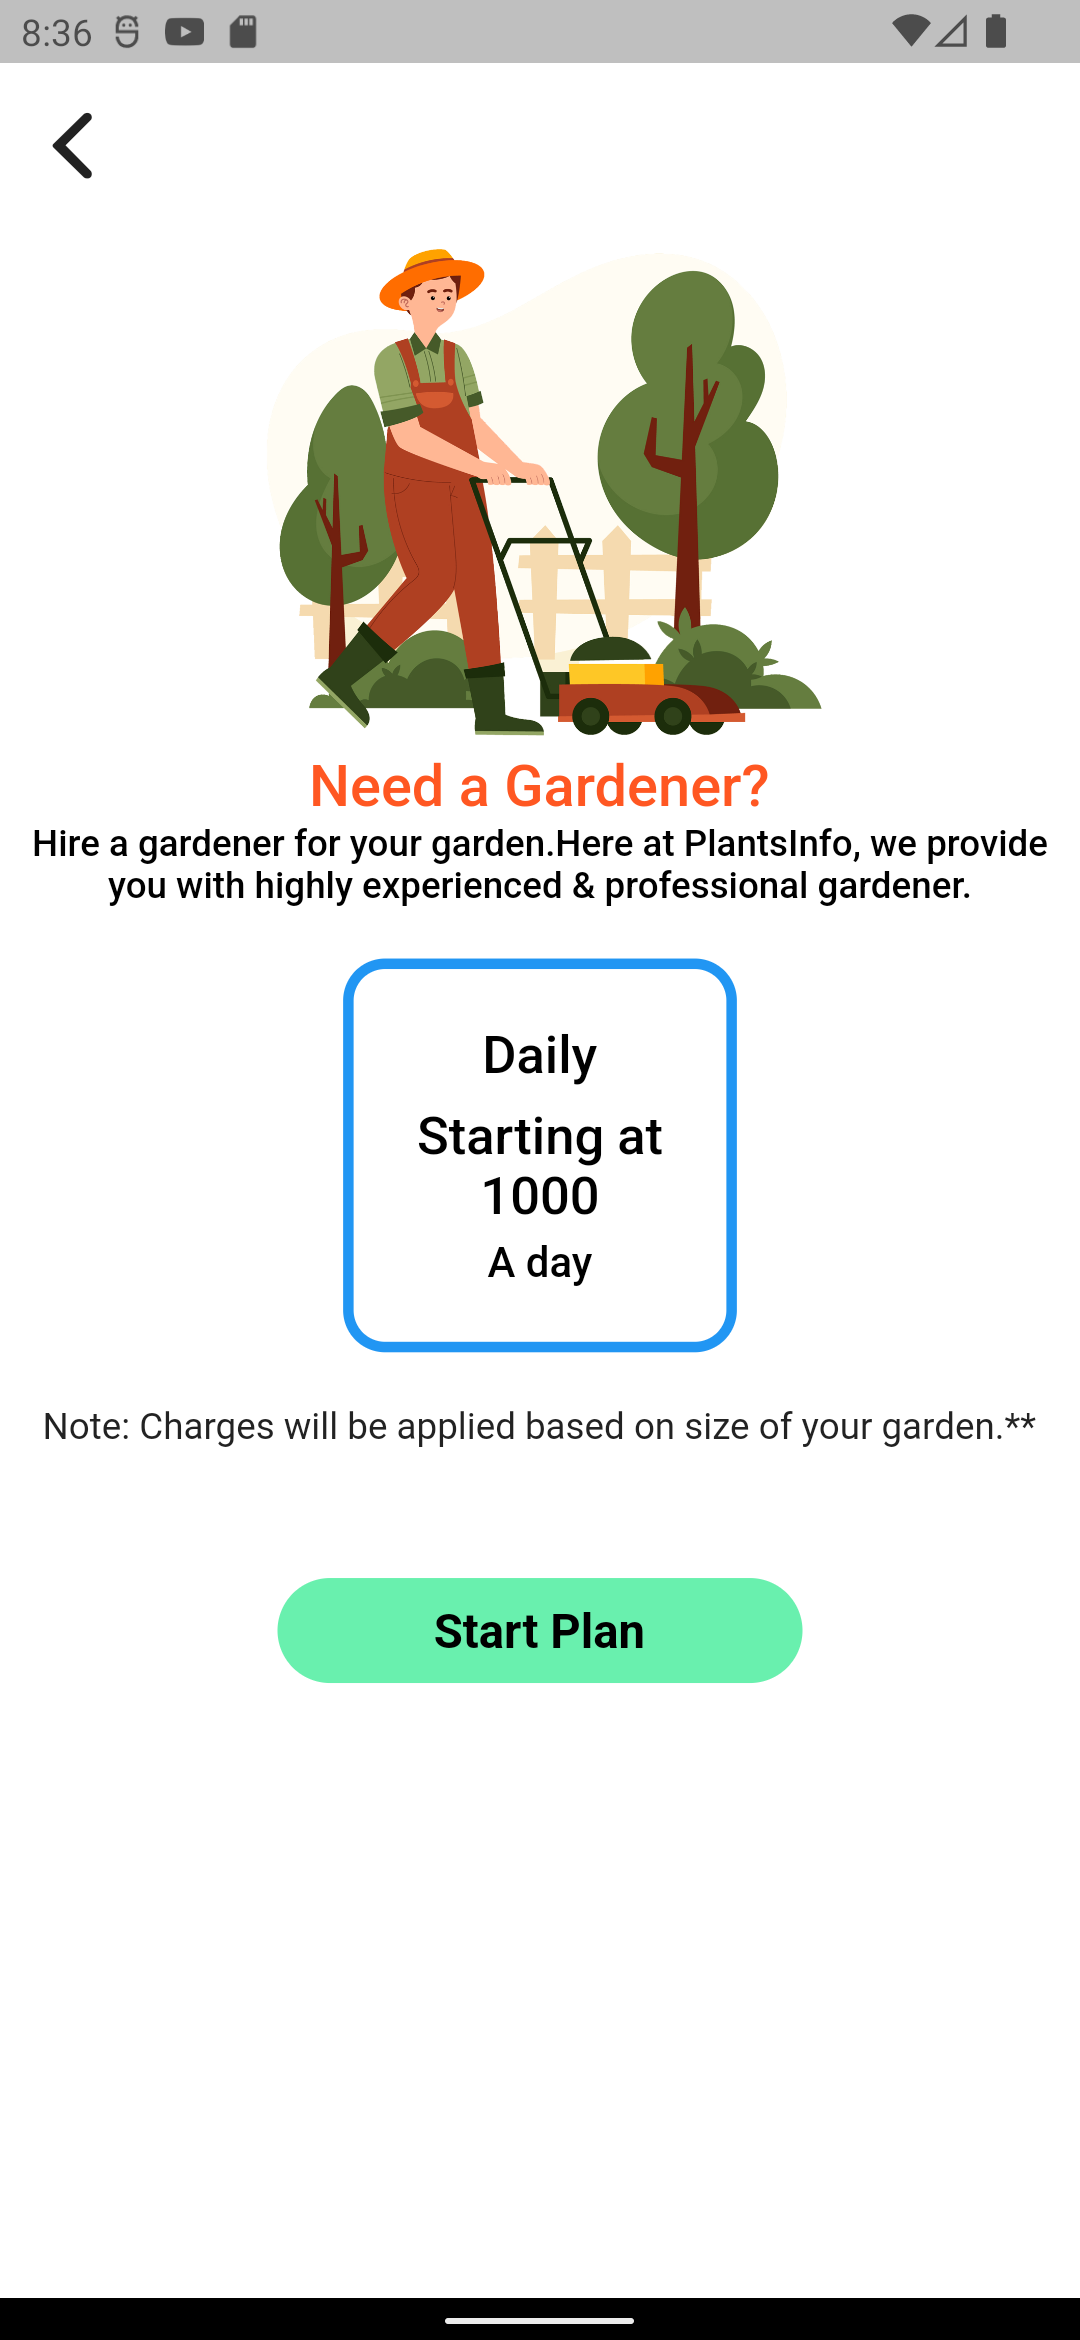 8:36
Need a Gardener?
Hire a gardener for your garden.Here at PlantsInfo, we provide
you with highly experienced & professional gardener.
Daily
Starting at
1000
A day
Note: Charges will be applied based on size of your garden.**
Start Plan